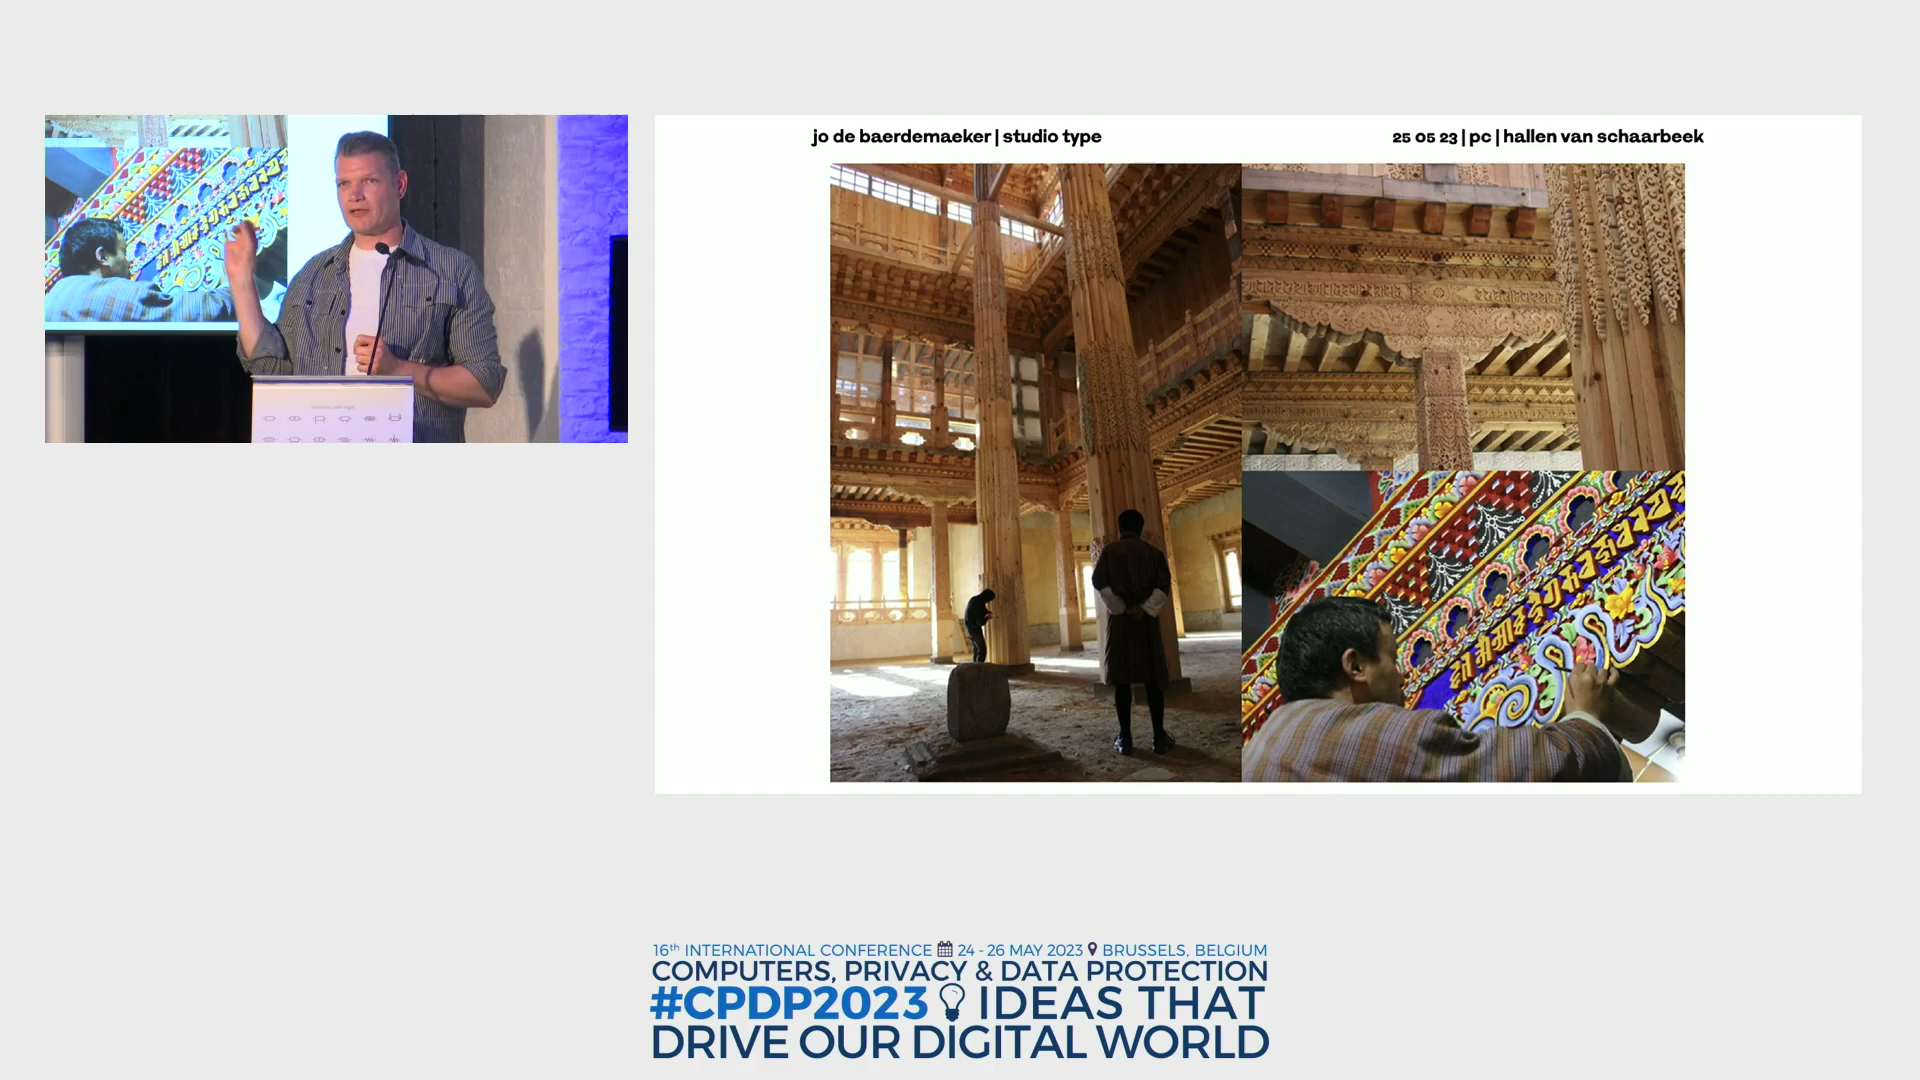 jo de baerdemaeker | studio type
25 05 23 | pc | hallen van schaarbeek
16th INTERNATIONAL CONFERENCE 24 - 26 MAY 2023 BRUSSELS, BELGIUM
COMPUTERS, PRIVACY & DATA PROTECTION
#CPDP2023 IDEAS THAT
DRIVE OUR DIGITAL WORLD